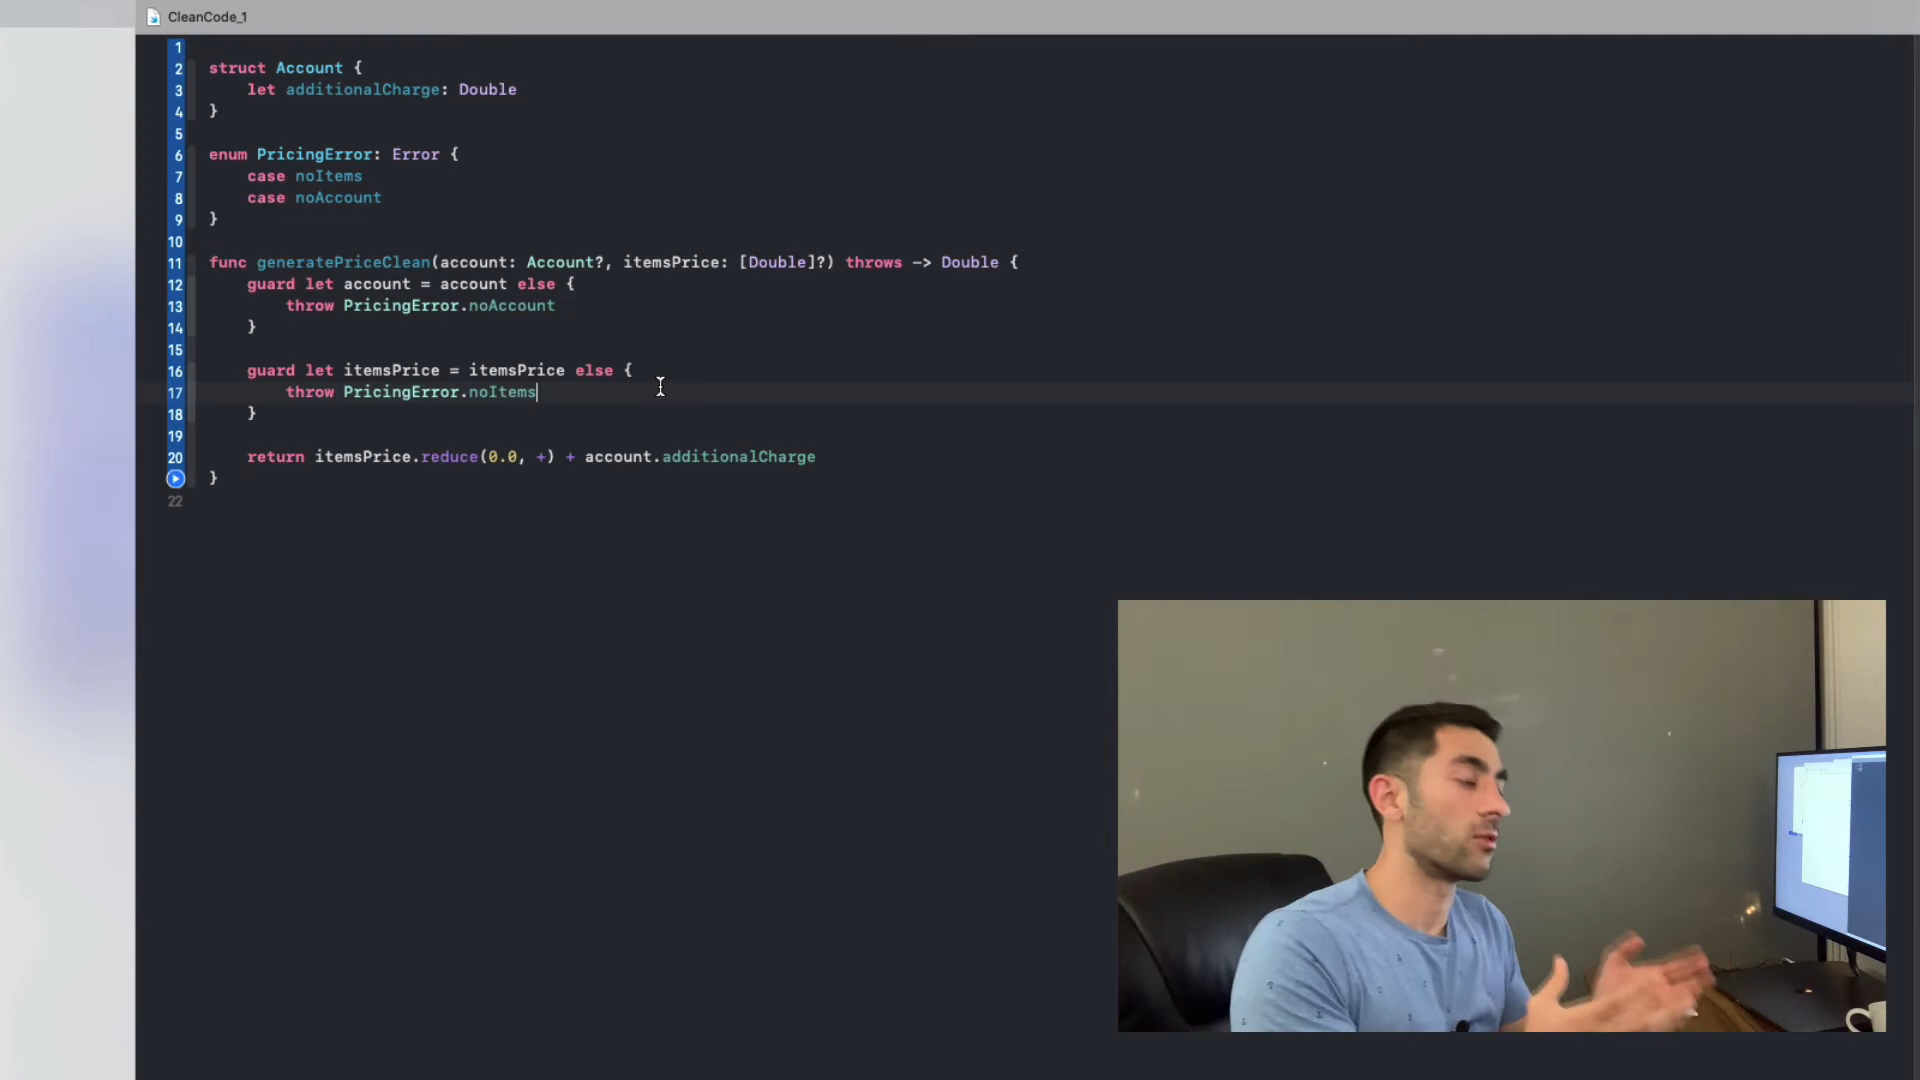 CleanCode_1
1
2 struct Account {
3 let additionalCharge: Double
4 }
5
6 enum PricingError: Error {
7 case noItems
8 case noAccount
9 }
10
11 func generatePriceClean(account: Account?, itemsPrice: [Double]?) throws -> Double {
12 guard let account = account else {
13 throw PricingError.noAccount
14 }
15
16 guard let itemsPrice = itemsPrice else {
17 throw PricingError.noItems
18 }
19
20 return itemsPrice.reduce(0.0, +) + account.additionalCharge
}
22